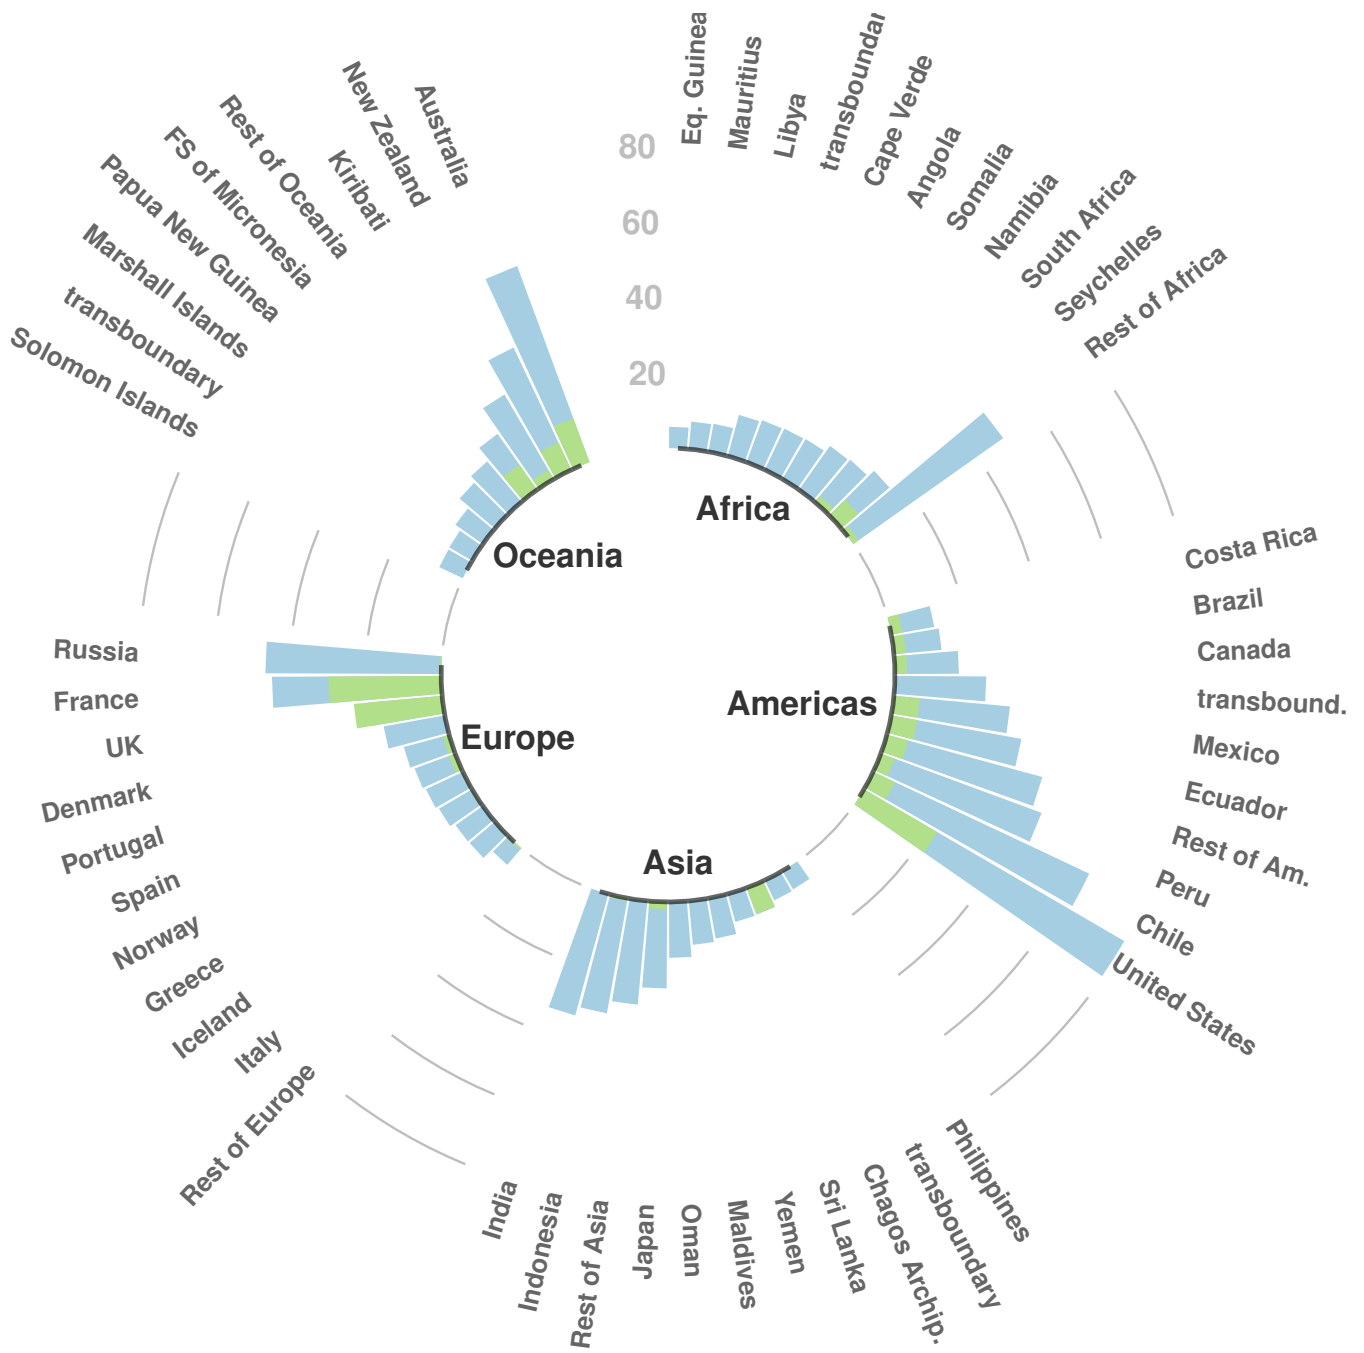 Eq. Guinea
Mauritius
Libya
transboundar
Cape Verde
Angola
Somalia
Namibia
South Africa
Seychelles
Rest of Africa
Costa Rica
Brazil
Canada
transbound.
Mexico
Ecuador
Rest of Am.
Peru
Chile
United States
Philippines
transboundary
Chagos Archip.
Sri Lanka
Yemen
Maldives
Oman
Japan
Rest of Asia
Indonesia
India
Rest of Europe
Italy
Iceland
Greece
Norway
Spain
Portugal
Denmark
UK
France
Russia
Solomon Islands
transboundary
Marshall Islands
Papua New Guinea
FS of Micronesia
Rest of Oceania
Kiribati
New Zealand
Australia
80
60
40
20
Africa
Americas
Asia
Europe
Oceania